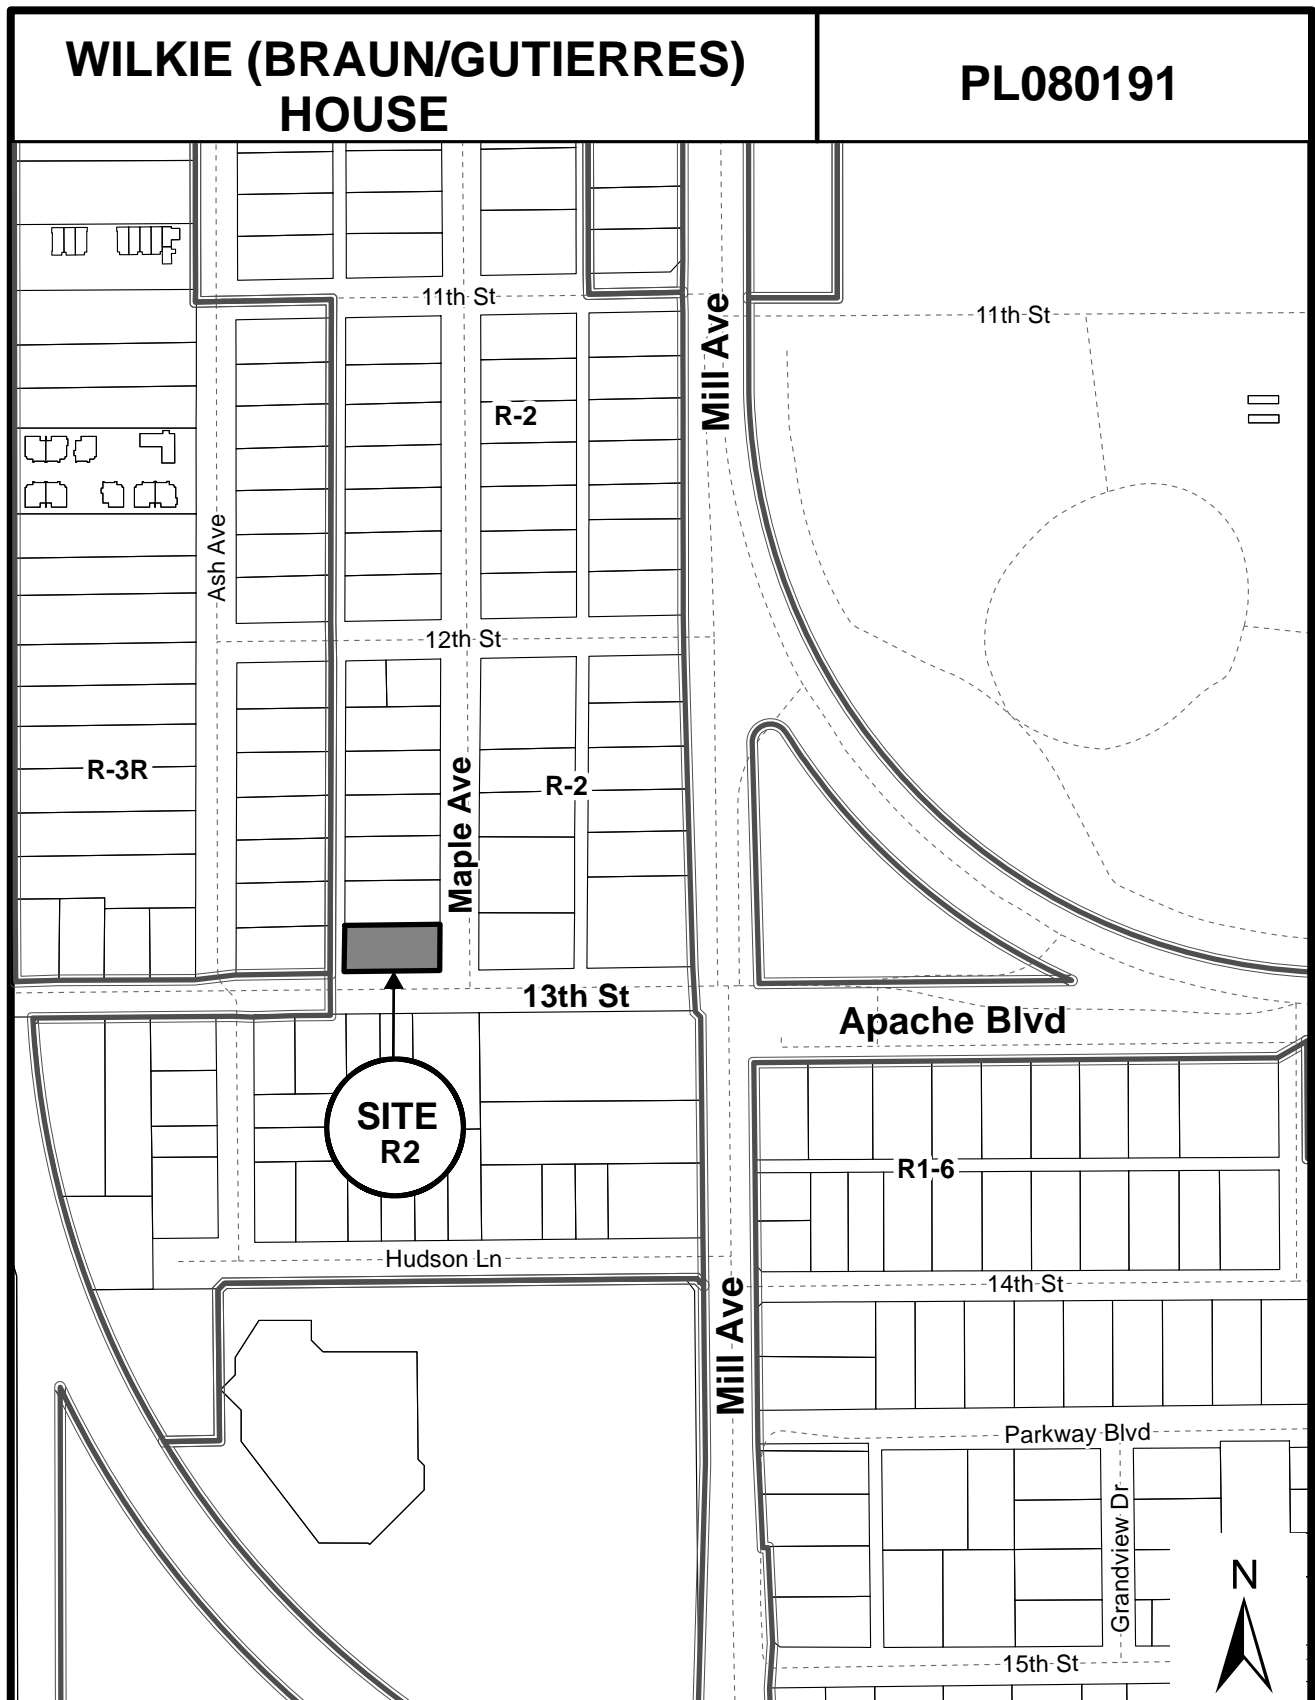 WILKIE (BRAUN/GUTIERRES)
HOUSE
PL080191
11th St
11th St
Mill Ave
R-2
Ash Ave
12th St
R-3R
R-2
Maple Ave
13th St
Apache Blvd
SITE
R2
R1-6
Hudson Ln
14th St
Mill Ave
Parkway Blvd
Grandview Dr
N
15th St